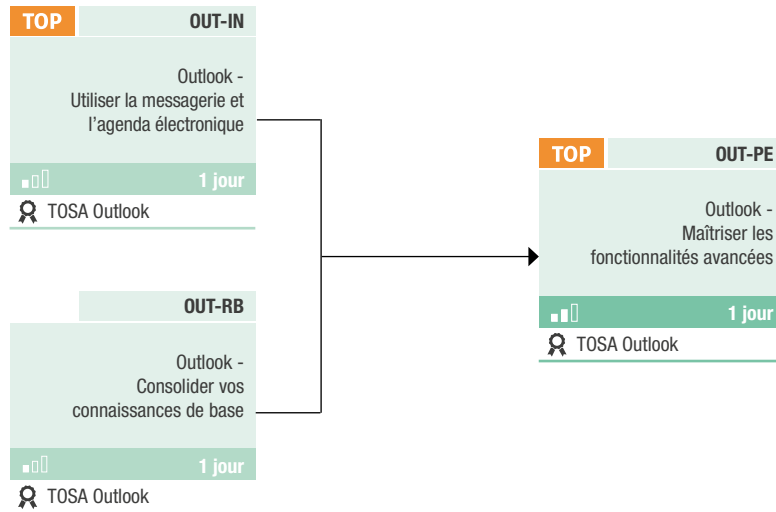 TOP
OUT-IN
Outlook -
Utiliser la messagerie et
l'agenda électronique
1 jour
TOSA Outlook
OUT-RB
Outlook -
Consolider vos
connaissances de base
1 jour
TOSA Outlook
TOP
OUT-PE
Outlook -
Maîtriser les
fonctionnalités avancées
1 jour
TOSA Outlook